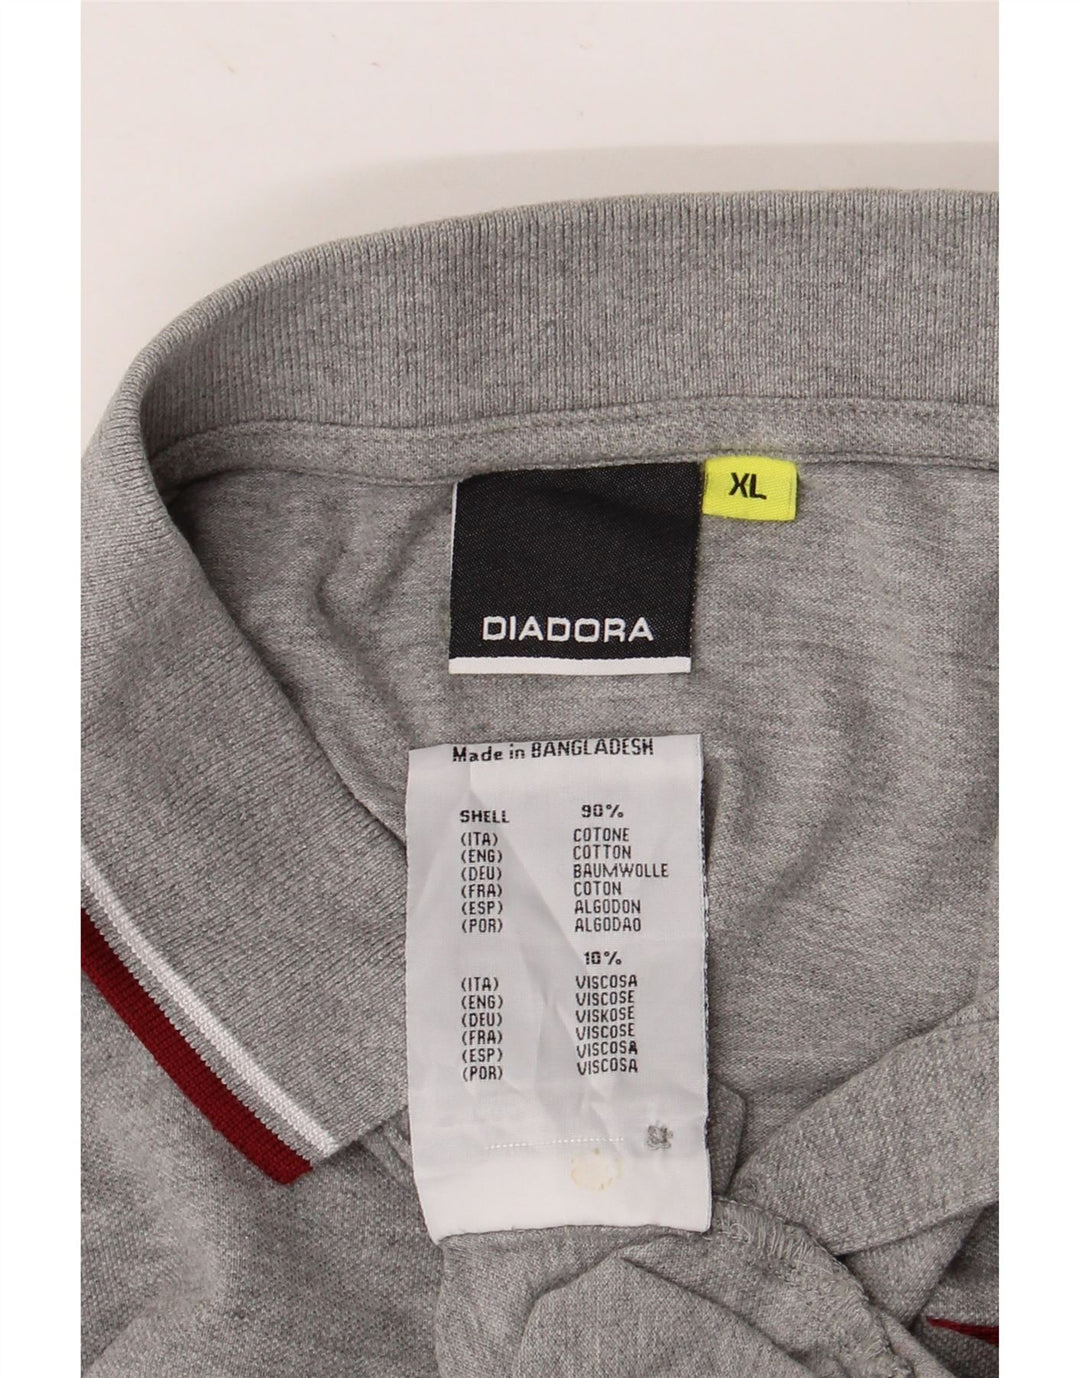 XL
DIADORA
Made in BANGLADESH
SHELL 90%
(ITA) COTONE
(ENG) COTTON
(DEU) BAUMWOLLE
(FRA) COTON
(ESP) ALGODON
(POR) ALGODAO
10%
(ITA) VISCOSA
(ENG) VISCOSE
(DEU) VISKOSE
(FRA) VISCOSE
(ESP) VISCOSA
(POR) VISCOSA